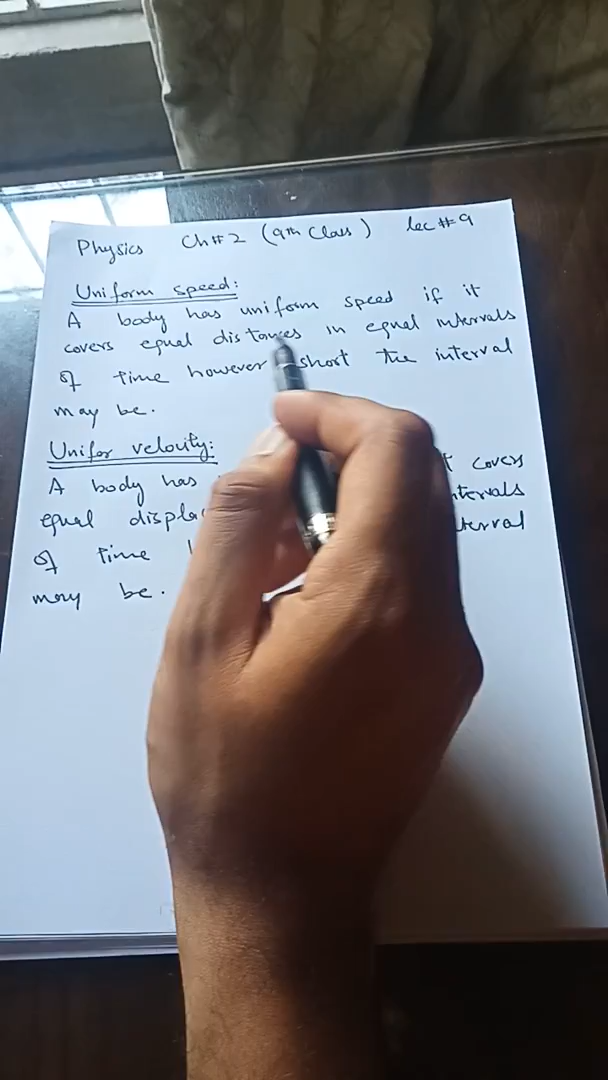 Physics Ch#2 (9th Class) lec#9
Uniform speed:
A body has uniform speed if it
covers equal distances in equal intervals
of time however short the interval
may be.
Unifor velocity:
A body has covers
equal
of time
may be.